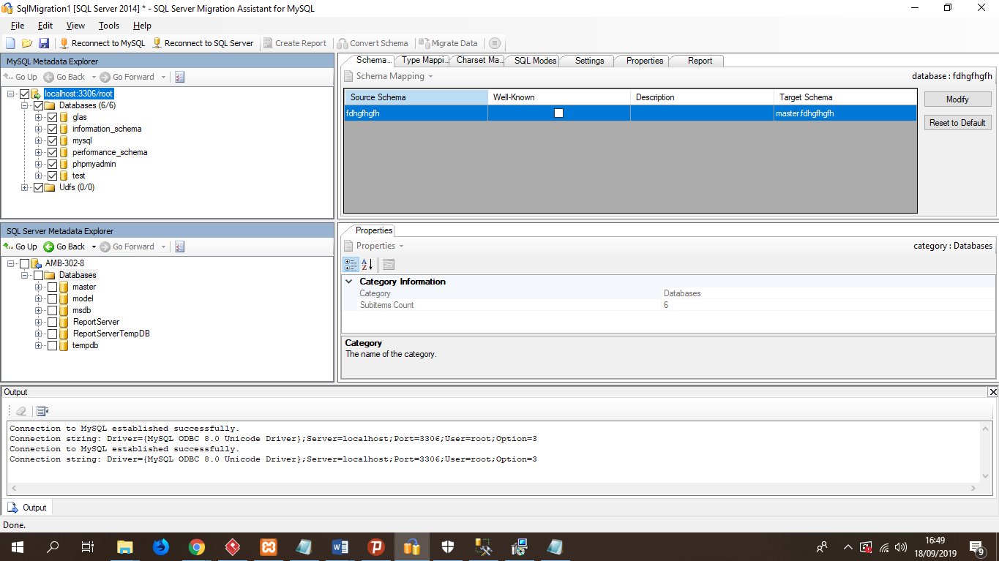 SqlMigration1 [SQL Server 2014] * - SQL Server Migration Assistant for MySQL
File Edit View Tools Help
Reconnect to MySQL Reconnect to SQL Server Create Report Convert Schema Migrate Data
MySQL Metadata Explorer
Go Up Go Back Go Forward
localhost:3306/root
Databases (6/6)
glas
information_schema
mysql
performance_schema
phpmyadmin
test
Udfs (0/0)
Schema... Type Mappi... Charset Ma... SQL Modes Settings Properties Report
Schema Mapping
database : fdhgfhgfh
Source Schema Well-Known Description Target Schema
fdhgfhgfh master.fdhgfhgfh
Modify
Reset to Default
SQL Server Metadata Explorer
Go Up Go Back Go Forward
AMB-302-8
Databases
master
model
msdb
ReportServer
ReportServerTempDB
tempdb
Properties
Properties
category : Databases
Category Information
Category Databases
Subitems Count 6
Category
The name of the category.
Output
Connection to MySQL established successfully.
Connection string: Driver={MySQL ODBC 8.0 Unicode Driver};Server=localhost;Port=3306;User=root;Option=3
Connection to MySQL established successfully.
Connection string: Driver={MySQL ODBC 8.0 Unicode Driver};Server=localhost;Port=3306;User=root;Option=3
Output
Done.
16:49
18/09/2019
9